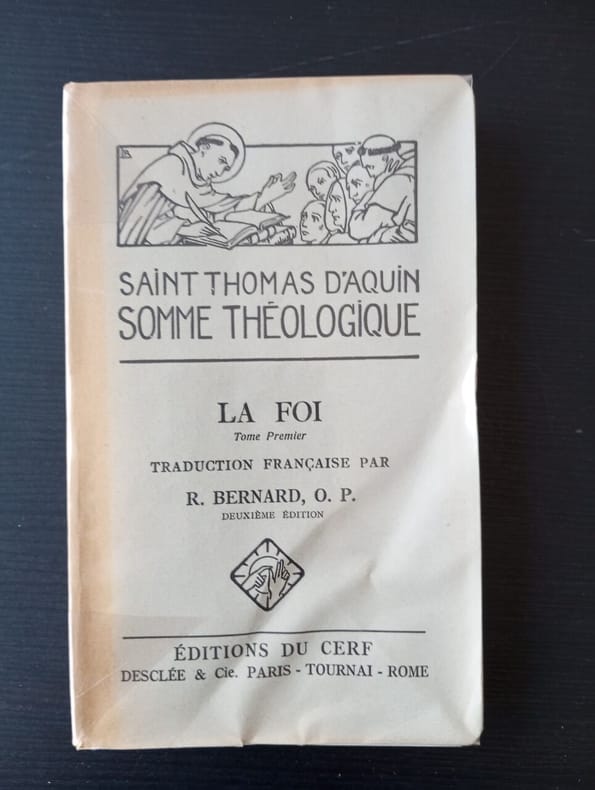 SAINT THOMAS D'AQUIN
SOMME THÉOLOGIQUE
LA FOI
Tome Premier
TRADUCTION FRANÇAISE PAR
R. BERNARD, O. P.
DEUXIÈME ÉDITION
ÉDITIONS DU CERF
DESCLÉE & Cie. PARIS - TOURNAI - ROME